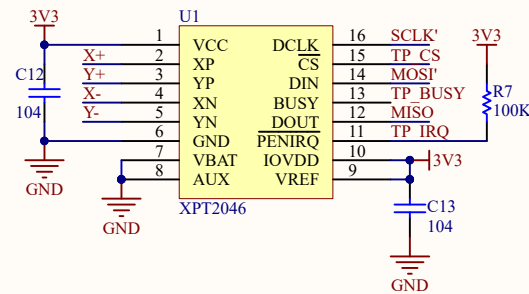 U1
3V3
1 VCC DCLK 16 SCLK'
X+ 2 XP CS 15 TP_CS
Y+ 3 YP DIN 14 MOSI'
X- 4 XN BUSY 13 TP_BUSY
Y- 5 YN DOUT 12 MISO
6 GND PENIRQ 11 TP_IRQ
7 VBAT IOVDD 10 3V3
8 AUX VREF 9
XPT2046
C12
104
GND
GND
3V3
R7
100K
C13
104
GND